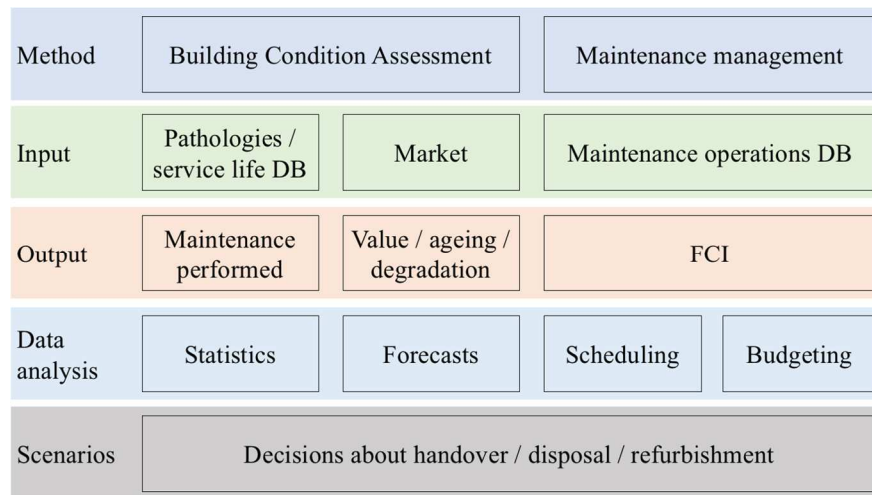 Method
Building Condition Assessment
Maintenance management
Input
Pathologies /
service life DB
Market
Maintenance operations DB
Output
Maintenance
performed
Value / ageing /
degradation
FCI
Data
analysis
Statistics
Forecasts
Scheduling
Budgeting
Scenarios
Decisions about handover / disposal / refurbishment